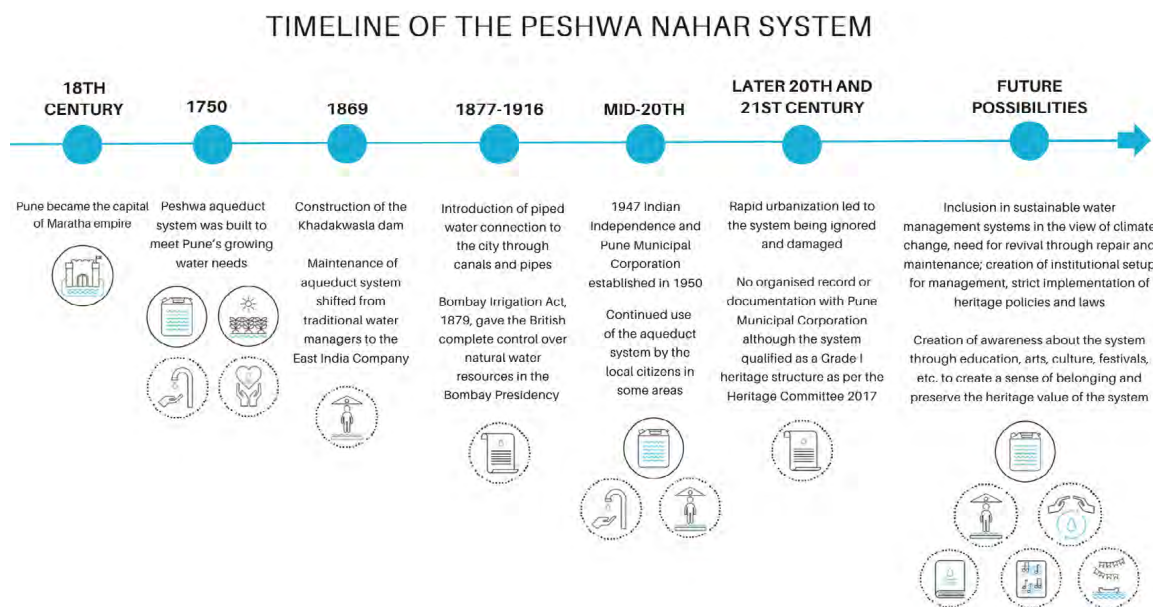 TIMELINE OF THE PESHWA NAHAR SYSTEM
18TH
CENTURY
Pune became the capital
of Maratha empire
1750
Peshwa aqueduct
system was built to
meet Pune's growing
water needs
1869
Construction of the
Khadakwasla dam
Maintenance of
aqueduct system
shifted from
traditional water
managers to the
East India Company
1877-1916
Introduction of piped
water connection to
the city through
canals and pipes
Bombay Irrigation Act,
1879, gave the British
complete control over
natural water
resources in the
Bombay Presidency
MID-20TH
1947 Indian
Independence and
Pune Municipal
Corporation
established in 1950
Continued use
of the aqueduct
system by the
local citizens in
some areas
LATER 20TH AND
21ST CENTURY
Rapid urbanization led to
the system being ignored
and damaged
No organised record or
documentation with Pune
Municipal Corporation
although the system
qualified as a Grade I
heritage structure as per the
Heritage Committee 2017
FUTURE
POSSIBILITIES
Inclusion in sustainable water
management systems in the view of climate
change, need for revival through repair and
maintenance; creation of institutional setup
for management, strict implementation of
heritage policies and laws
Creation of awareness about the system
through education, arts, culture, festivals,
etc. to create a sense of belonging and
preserve the heritage value of the system